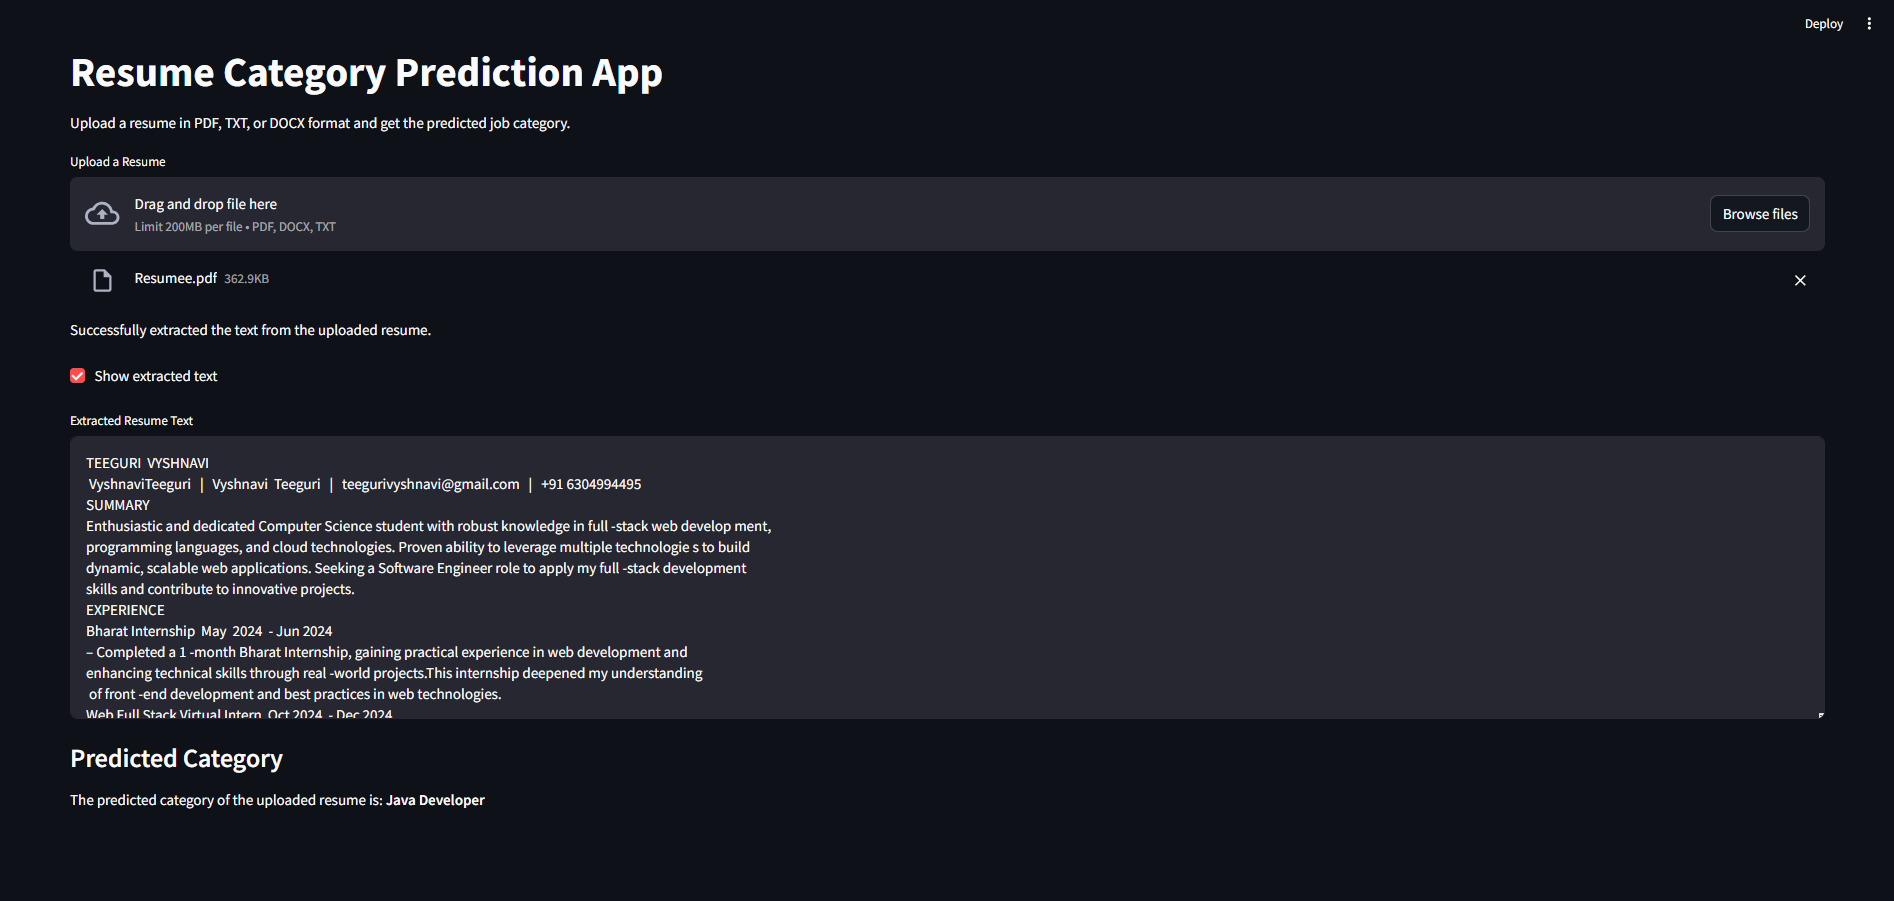 Deploy
Resume Category Prediction App
Upload a resume in PDF, TXT, or DOCX format and get the predicted job category.
Upload a Resume
Drag and drop file here
Limit 200MB per file • PDF, DOCX, TXT
Browse files
Resumee.pdf 362.9KB
Successfully extracted the text from the uploaded resume.
Show extracted text
Extracted Resume Text
TEEGURI VYSHNAVI
VyshnaviTeeguri | Vyshnavi Teeguri | teegurivyshnavi@gmail.com | +91 6304994495
SUMMARY
Enthusiastic and dedicated Computer Science student with robust knowledge in full -stack web develop ment,
programming languages, and cloud technologies. Proven ability to leverage multiple technologie s to build
dynamic, scalable web applications. Seeking a Software Engineer role to apply my full -stack development
skills and contribute to innovative projects.
EXPERIENCE
Bharat Internship May 2024 - Jun 2024
– Completed a 1 -month Bharat Internship, gaining practical experience in web development and
enhancing technical skills through real -world projects.This internship deepened my understanding
of front -end development and best practices in web technologies.
Web Full Stack Virtual Intern Oct 2024 - Dec 2024
Predicted Category
The predicted category of the uploaded resume is: Java Developer